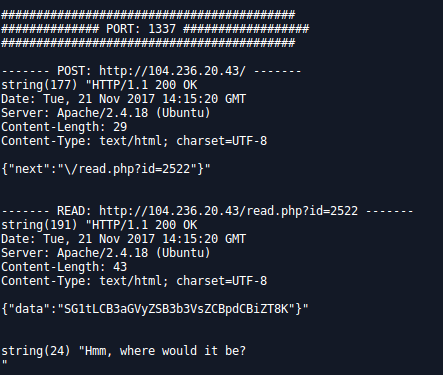 ##########################################
############## PORT: 1337 ##################
##########################################
------- POST: http://104.236.20.43/ -------
string(177) "HTTP/1.1 200 OK
Date: Tue, 21 Nov 2017 14:15:20 GMT
Server: Apache/2.4.18 (Ubuntu)
Content-Length: 29
Content-Type: text/html; charset=UTF-8
{"next":"\/read.php?id=2522"}"
------- READ: http://104.236.20.43/read.php?id=2522 -------
string(191) "HTTP/1.1 200 OK
Date: Tue, 21 Nov 2017 14:15:20 GMT
Server: Apache/2.4.18 (Ubuntu)
Content-Length: 43
Content-Type: text/html; charset=UTF-8
{"data":"SG1tLCB3aGVyZSB3b3VsZCBpdCBiZT8K"}"
string(24) "Hmm, where would it be?
"